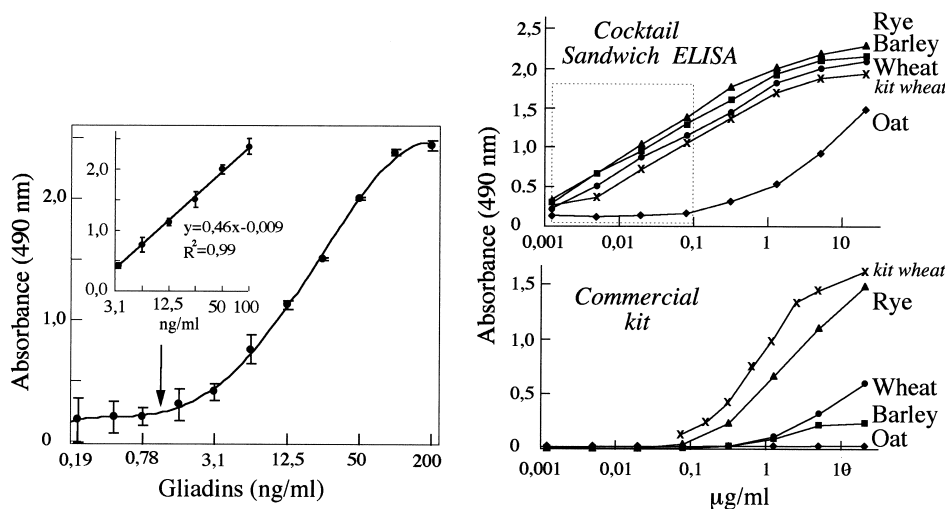 Absorbance (490 nm)
2,0
1,0
0
0,19 0,78 3,1 12,5 50 200
Gliadins (ng/ml)
2,0
1,0
0,0
3,1 12,5 50 100
ng/ml
y=0,46x-0,009
R²=0,99
Absorbance (490 nm)
Cocktail
Sandwich ELISA
2,5
2,0
1,5
1,0
0,5
0
0,001 0,01 0,1 1 10
Rye
Barley
Wheat
kit wheat
Oat
Commercial
kit
1,5
1,0
0,5
0
0,001 0,01 0,1 1 10
µg/ml
kit wheat
Rye
Wheat
Barley
Oat